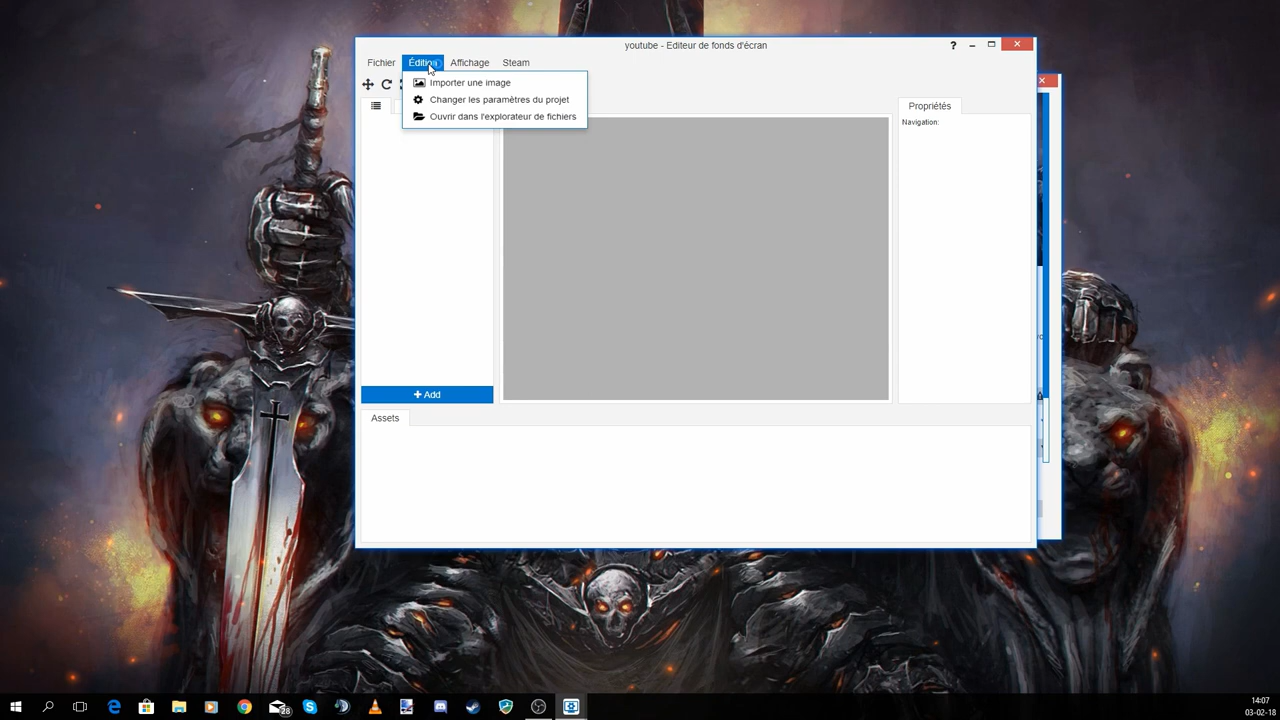 youtube - Editeur de fonds d'écran
?
Fichier Édition Affichage Steam
Importer une image
Changer les paramètres du projet
Ouvrir dans l'explorateur de fichiers
Propriétés
Navigation:
+ Add
Assets
28
14:07
03-02-18